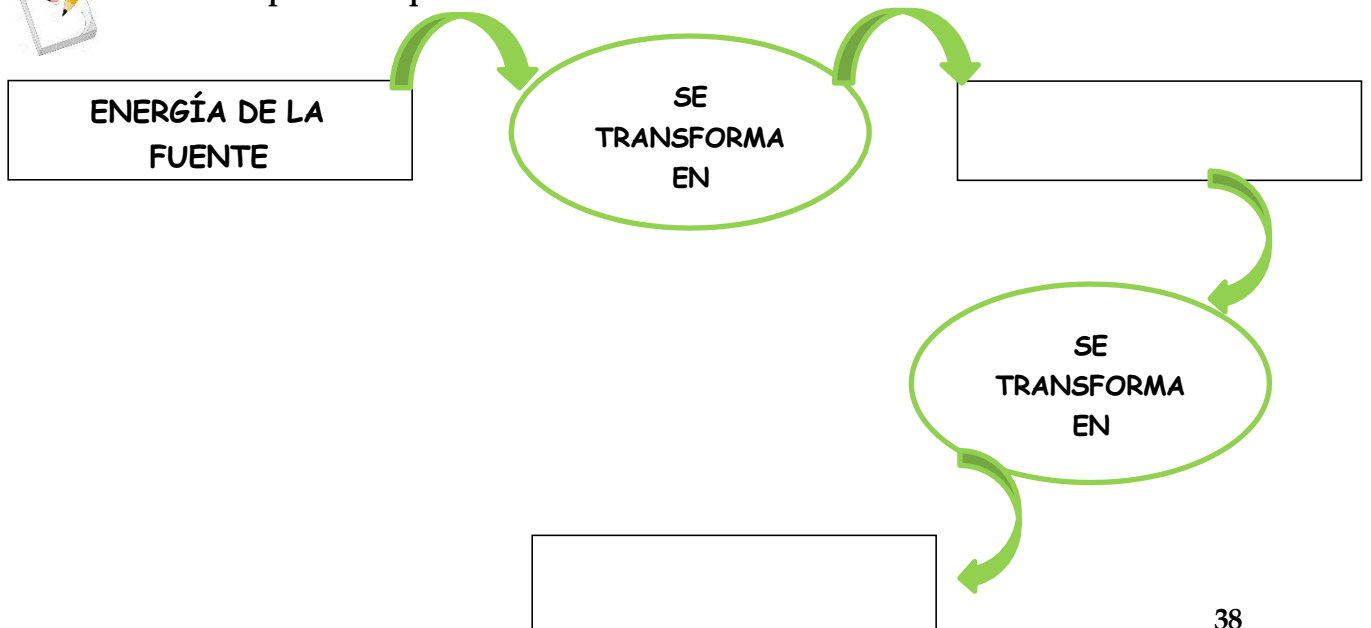 ENERGÍA DE LA
FUENTE
SE
TRANSFORMA
EN
SE
TRANSFORMA
EN
38